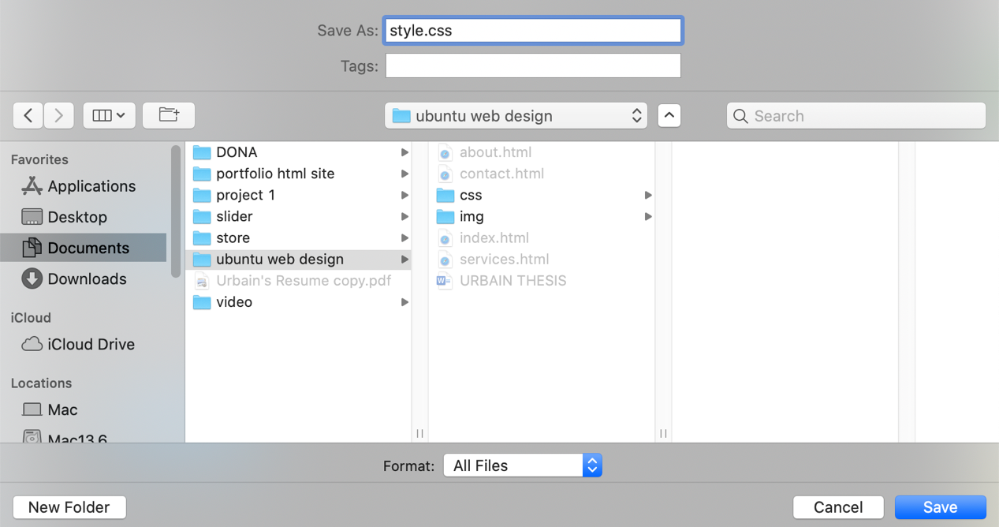 Save As: style.css
Tags:
ubuntu web design
Search
Favorites
Applications
Desktop
Documents
Downloads
iCloud
iCloud Drive
Locations
Mac
Mac13.6
DONA
portfolio html site
project 1
slider
store
ubuntu web design
Urbain's Resume copy.pdf
video
about.html
contact.html
css
img
index.html
services.html
URBAIN THESIS
Format: All Files
New Folder
Cancel
Save